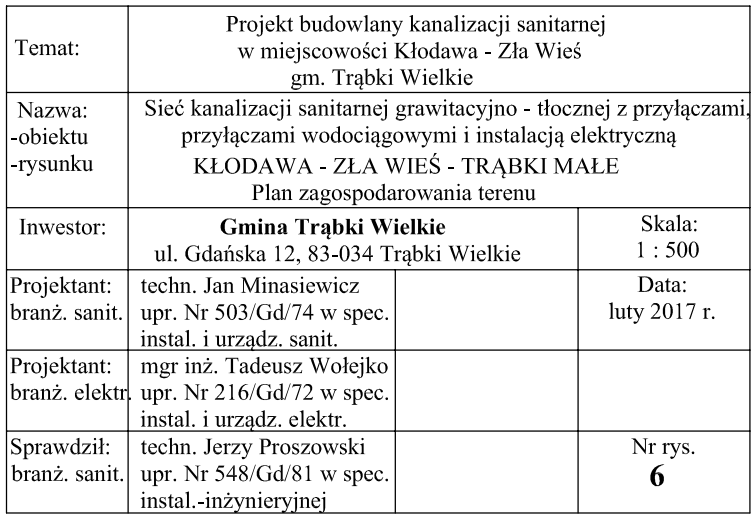 Temat:
Projekt budowlany kanalizacji sanitarnej
w miejscowości Kłodawa - Zła Wieś
gm. Trąbki Wielkie
Nazwa:
-obiektu
-rysunku
Sieć kanalizacji sanitarnej grawitacyjno - tłocznej z przyłączami,
przyłączami wodociągowymi i instalacją elektryczną
KŁODAWA - ZŁA WIEŚ - TRĄBKI MAŁE
Plan zagospodarowania terenu
Inwestor:
Gmina Trąbki Wielkie
ul. Gdańska 12, 83-034 Trąbki Wielkie
Skala:
1 : 500
Projektant:
branż. sanit.
techn. Jan Minasiewicz
upr. Nr 503/Gd/74 w spec.
instal. i urządz. sanit.
Data:
luty 2017 r.
Projektant:
branż. elektr.
mgr inż. Tadeusz Wołejko
upr. Nr 216/Gd/72 w spec.
instal. i urządz. elektr.
Sprawdził:
branż. sanit.
techn. Jerzy Proszowski
upr. Nr 548/Gd/81 w spec.
instal.-inżynieryjnej
Nr rys.
6